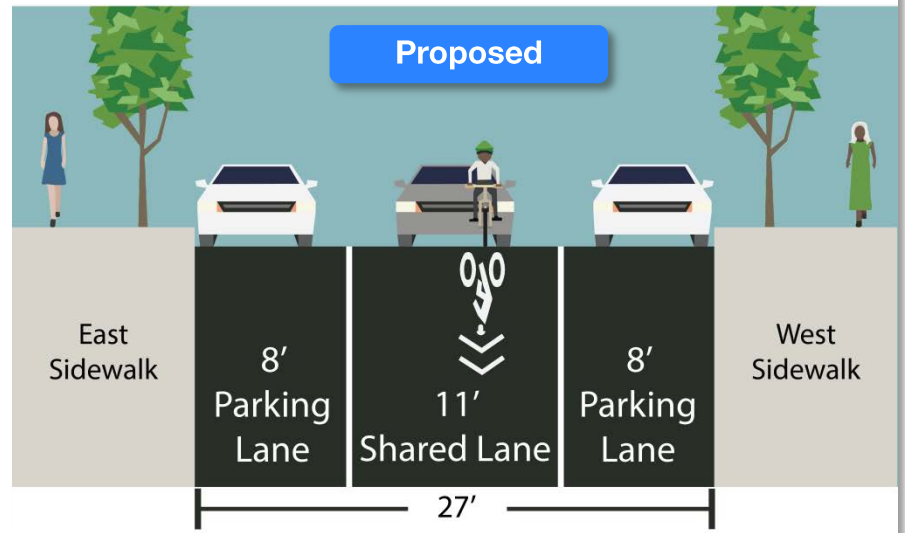 Proposed
East
Sidewalk
8’
Parking
Lane
11’
Shared Lane
8’
Parking
Lane
West
Sidewalk
27’